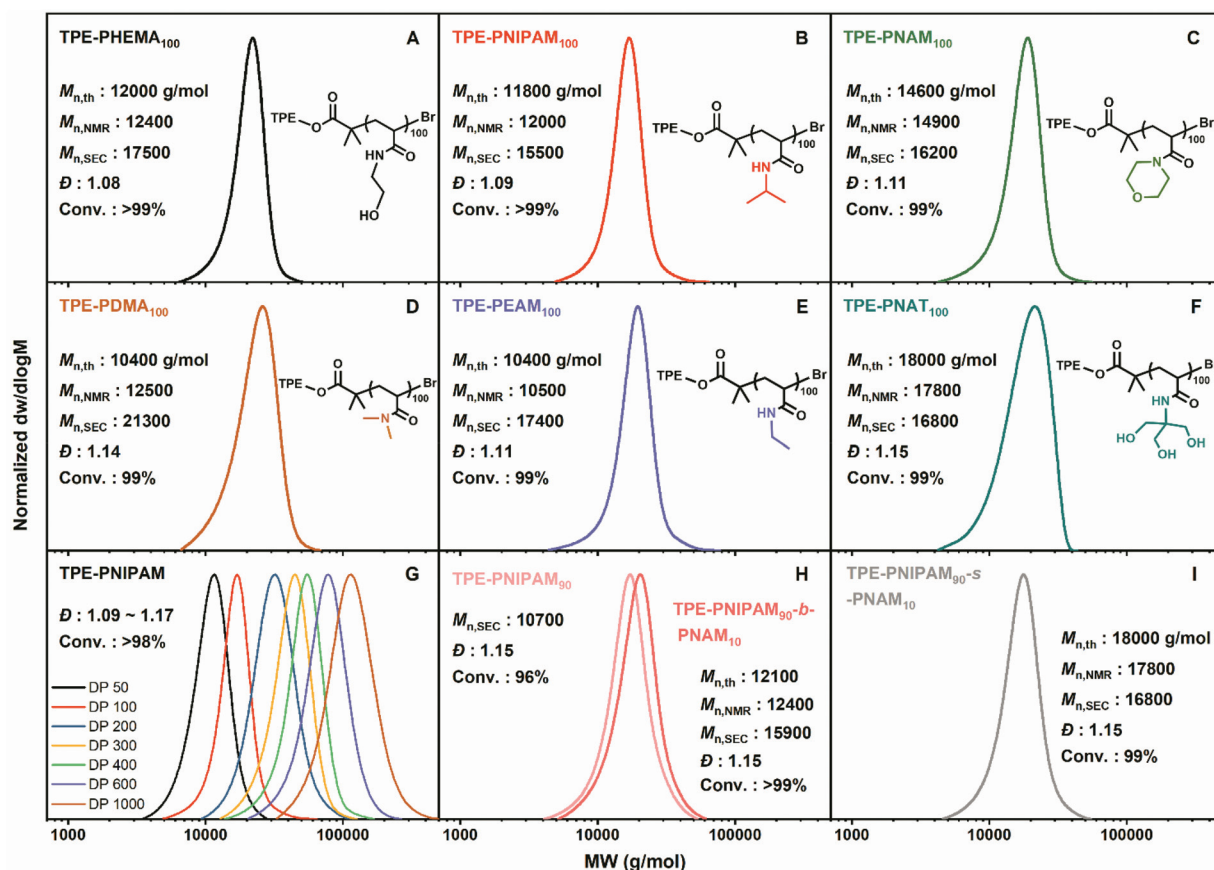 Normalized dw/dlogM
TPE-PHEMA100
A
Mn,th : 12000 g/mol
Mn,NMR : 12400
Mn,SEC : 17500
Đ : 1.08
Conv. : >99%
TPE
O
O
Br
100
HN
O
HO
TPE-PNIPAM100
B
Mn,th : 11800 g/mol
Mn,NMR : 12000
Mn,SEC : 15500
Đ : 1.09
Conv. : >99%
TPE
O
O
Br
100
HN
O
TPE-PNAM100
C
Mn,th : 14600 g/mol
Mn,NMR : 14900
Mn,SEC : 16200
Đ : 1.11
Conv. : 99%
TPE
O
O
Br
100
N
O
O
TPE-PDMA100
D
Mn,th : 10400 g/mol
Mn,NMR : 12500
Mn,SEC : 21300
Đ : 1.14
Conv. : 99%
TPE
O
O
Br
100
N
O
TPE-PEAM100
E
Mn,th : 10400 g/mol
Mn,NMR : 10500
Mn,SEC : 17400
Đ : 1.11
Conv. : 99%
TPE
O
O
Br
100
HN
O
TPE-PNAT100
F
Mn,th : 18000 g/mol
Mn,NMR : 17800
Mn,SEC : 16800
Đ : 1.15
Conv. : 99%
TPE
O
O
Br
100
HN
O
HO
OH
OH
TPE-PNIPAM
G
Đ : 1.09 ~ 1.17
Conv. : >98%
DP 50
DP 100
DP 200
DP 300
DP 400
DP 600
DP 1000
1000 10000 100000
TPE-PNIPAM90
H
Mn,SEC : 10700
Đ : 1.15
Conv. : 96%
TPE-PNIPAM90-b-
PNAM10
Mn,th : 12100
Mn,NMR : 12400
Mn,SEC : 15900
Đ : 1.15
Conv. : >99%
1000 10000 100000
TPE-PNIPAM90-s
-PNAM10
I
Mn,th : 18000 g/mol
Mn,NMR : 17800
Mn,SEC : 16800
Đ : 1.15
Conv. : 99%
1000 10000 100000
MW (g/mol)